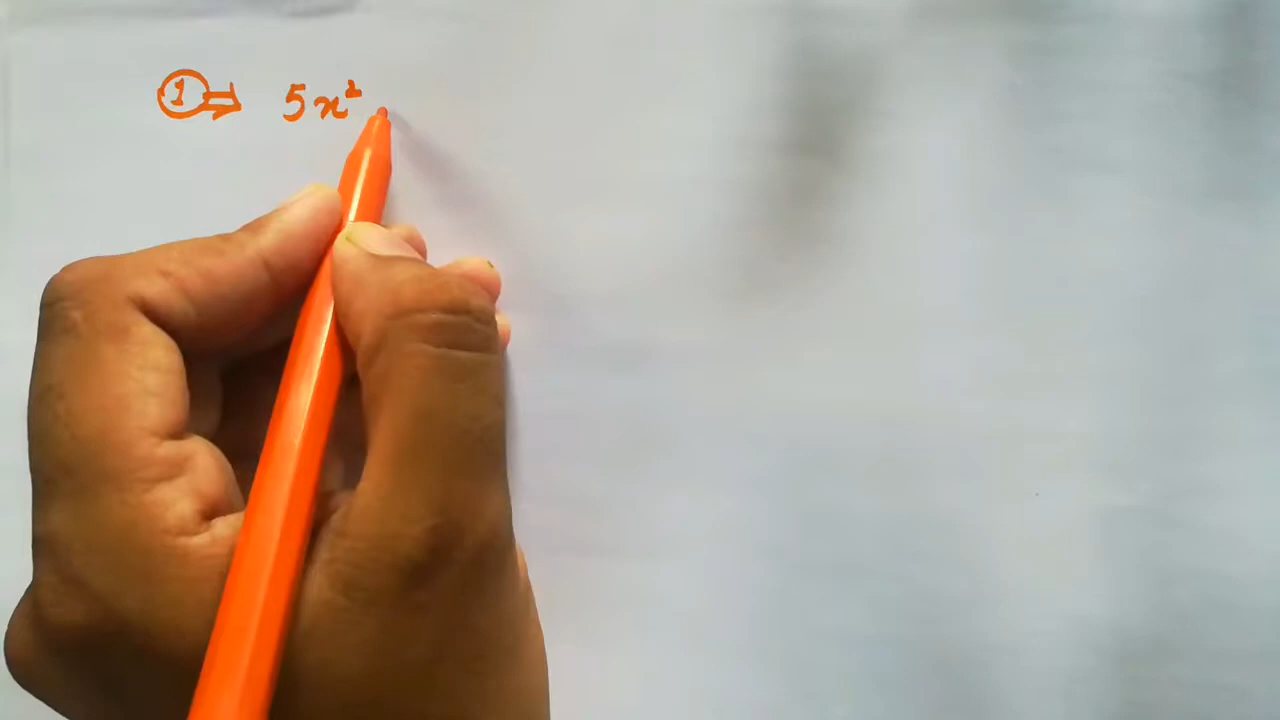 ① ⇒ 5x²